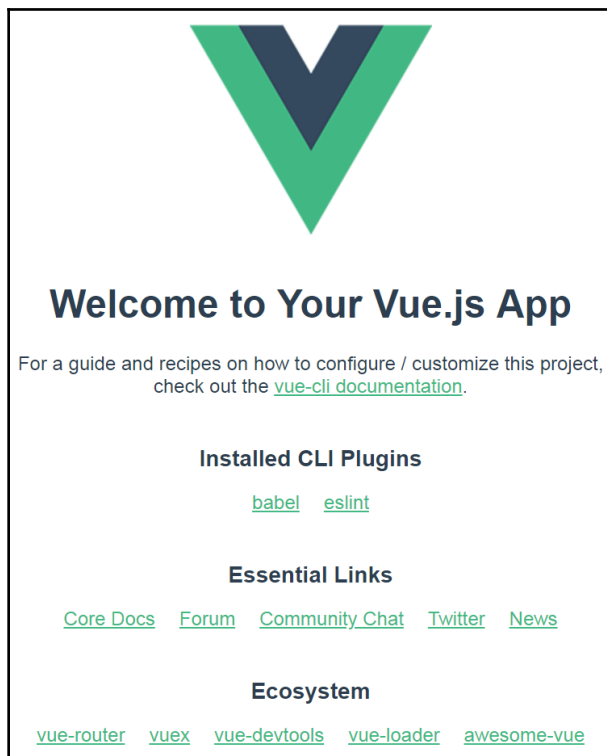 Welcome to Your Vue.js App
For a guide and recipes on how to configure / customize this project,
check out the vue-cli documentation.
Installed CLI Plugins
babel eslint
Essential Links
Core Docs Forum Community Chat Twitter News
Ecosystem
vue-router vuex vue-devtools vue-loader awesome-vue